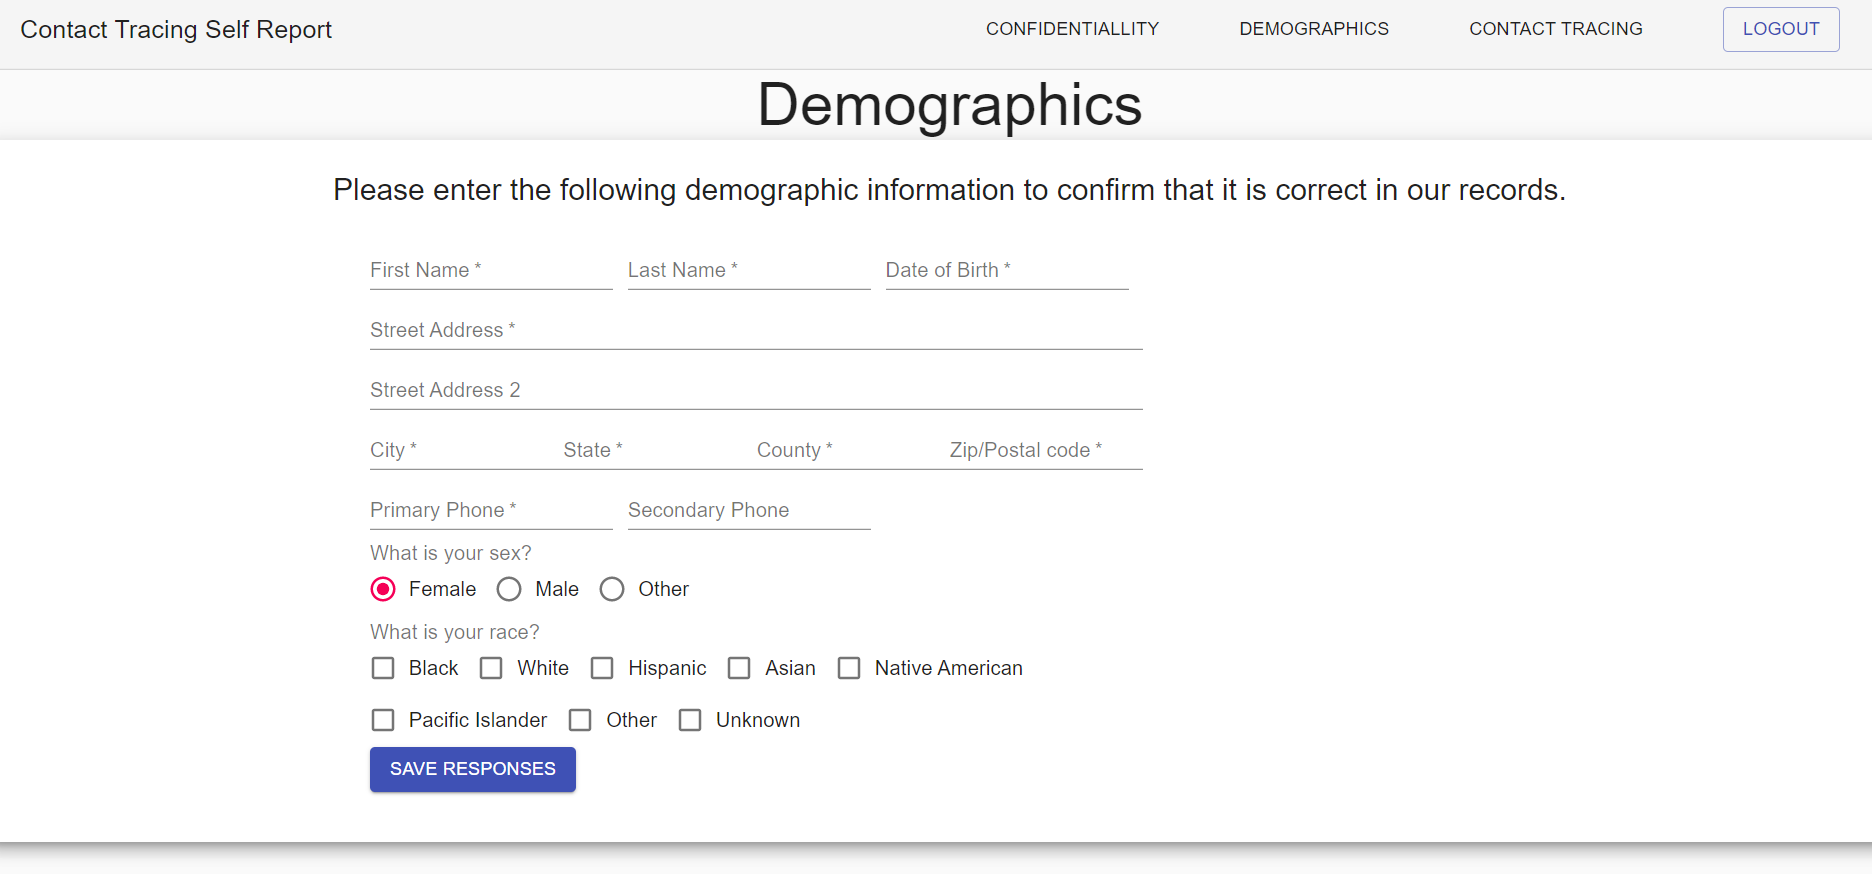 Contact Tracing Self Report CONFIDENTIALLITY DEMOGRAPHICS CONTACT TRACING LOGOUT
Demographics
Please enter the following demographic information to confirm that it is correct in our records.
First Name * Last Name * Date of Birth *
Street Address *
Street Address 2
City * State * County * Zip/Postal code *
Primary Phone * Secondary Phone
What is your sex?
Female Male Other
What is your race?
Black White Hispanic Asian Native American
Pacific Islander Other Unknown
SAVE RESPONSES